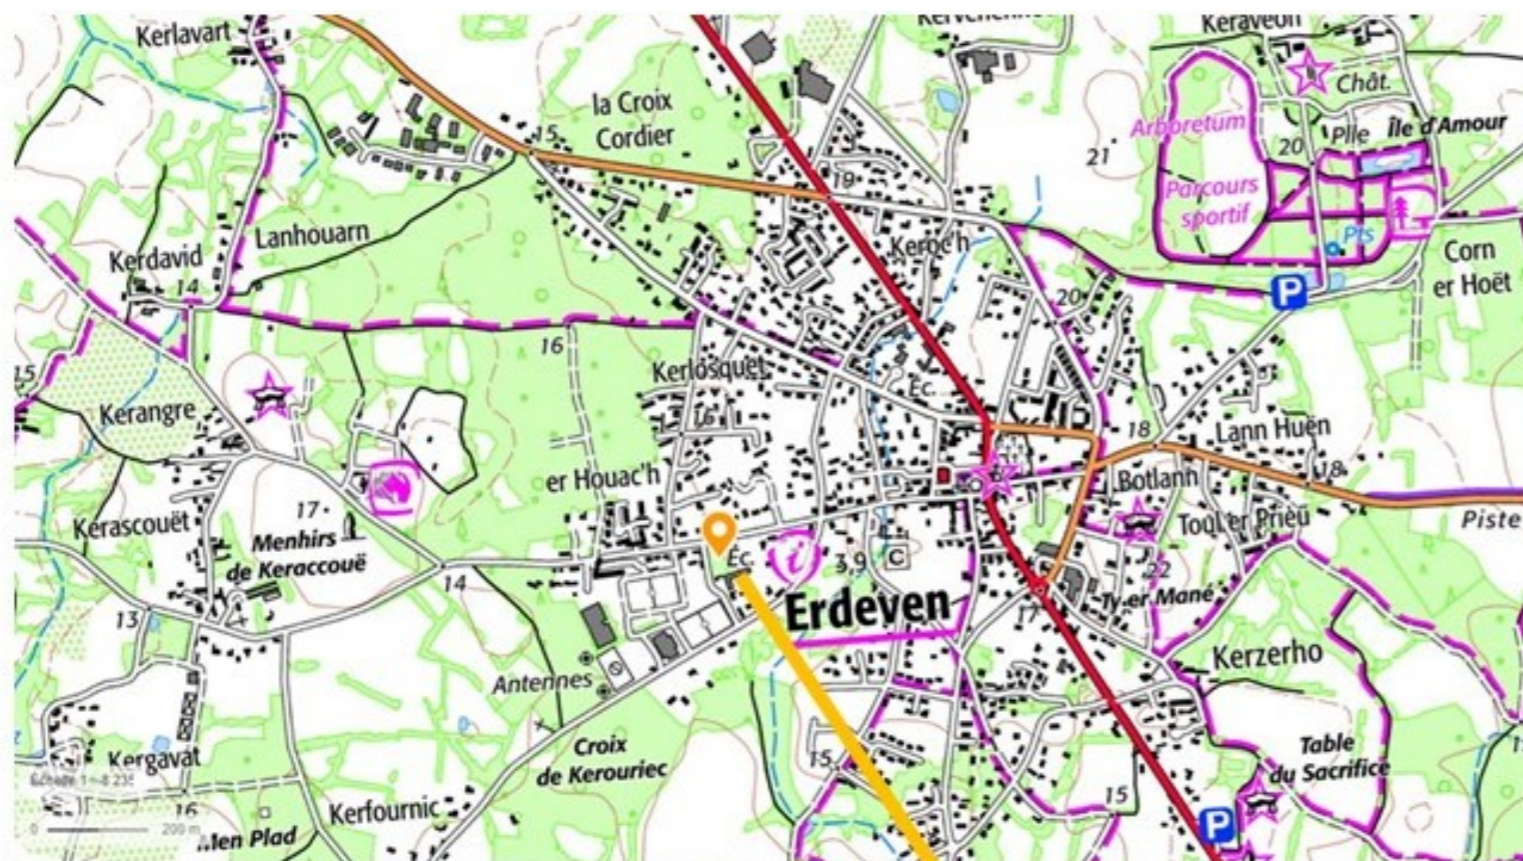 Kerlavart
Keraveon
Chât.
la Croix
Cordier
15
Arboretum
21
20
Plle
Île d'Amour
19
Parcours
sportif
Pts
Lanhouarn
Keroc'h
Corn
er Hoët
Kerdavid
14
P
20
16
15
Kerlosquet
Éc.
Kerangre
16
18
Lann Huën
er Houac'h
18
Botlann
17
Kerascouët
Menhirs
de Keraccouë
Toul er Prieu
Piste
Éc.
i
3,9
C
22
14
Ty er Mané
13
Erdeven
17
Kerzerho
Antennes
Croix
de Kerouriec
Table
du Sacrifice
Kergavat
15
16
Kerfournic
15
P
0
200 m
Men Plad